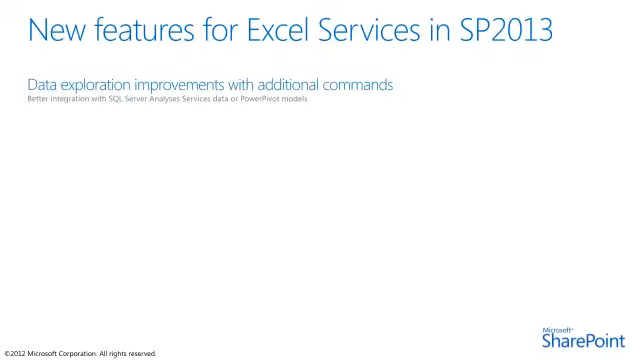 New features for Excel Services in SP2013
Data exploration improvements with additional commands
Better integration with SQL Server Analyses Services data or PowerPivot models
Microsoft®
SharePoint
©2012 Microsoft Corporation. All rights reserved.